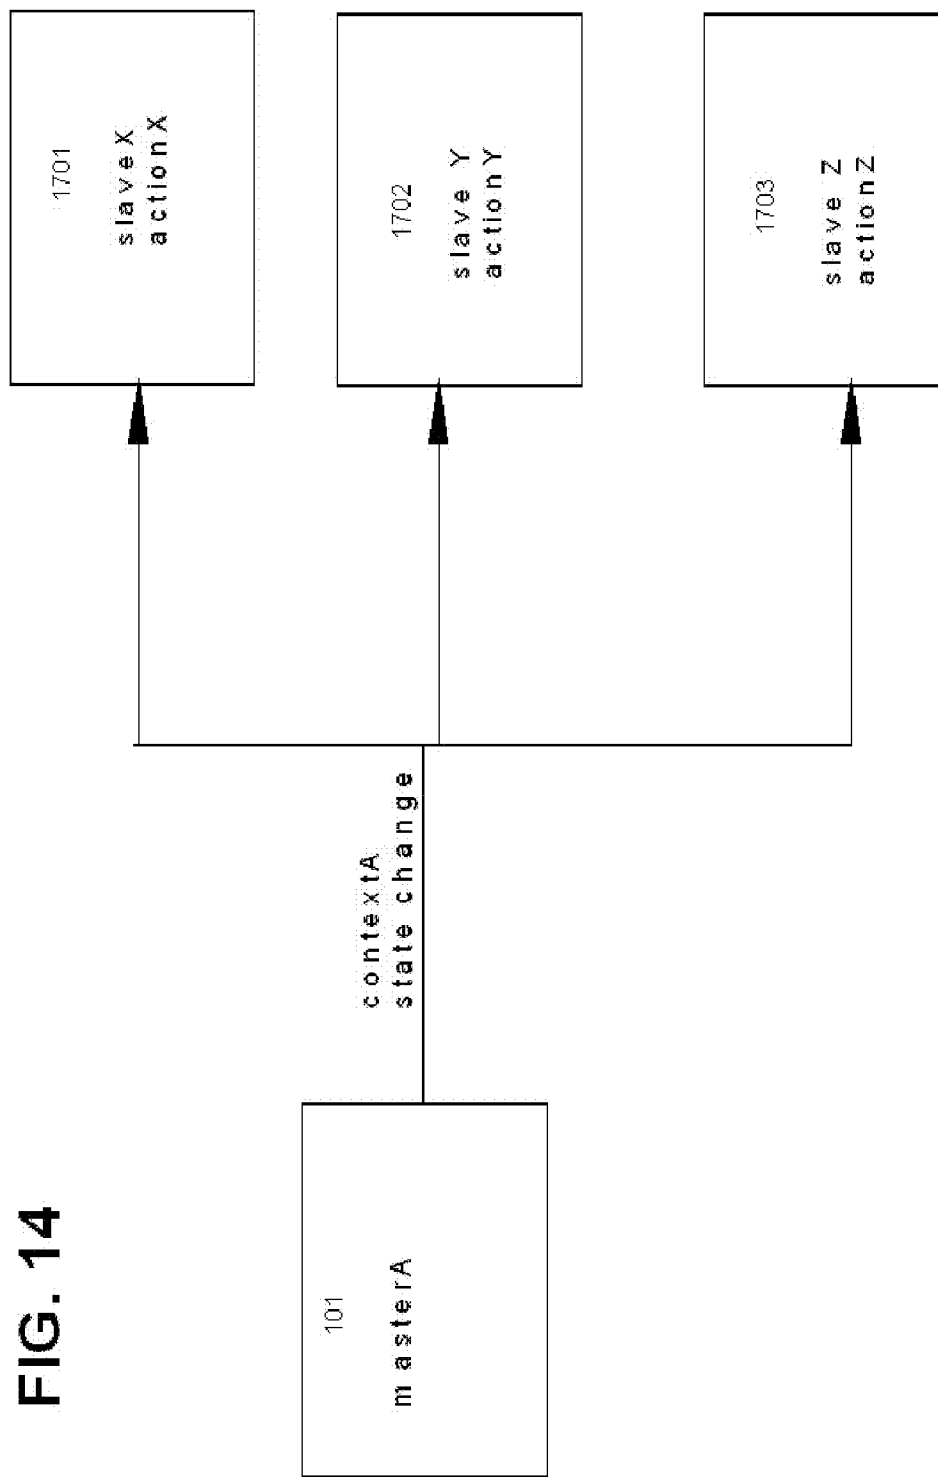 FIG. 14
101
masterA
contextA
state change
1701
slaveX
actionX
1702
slave Y
actionY
1703
slave Z
actionZ